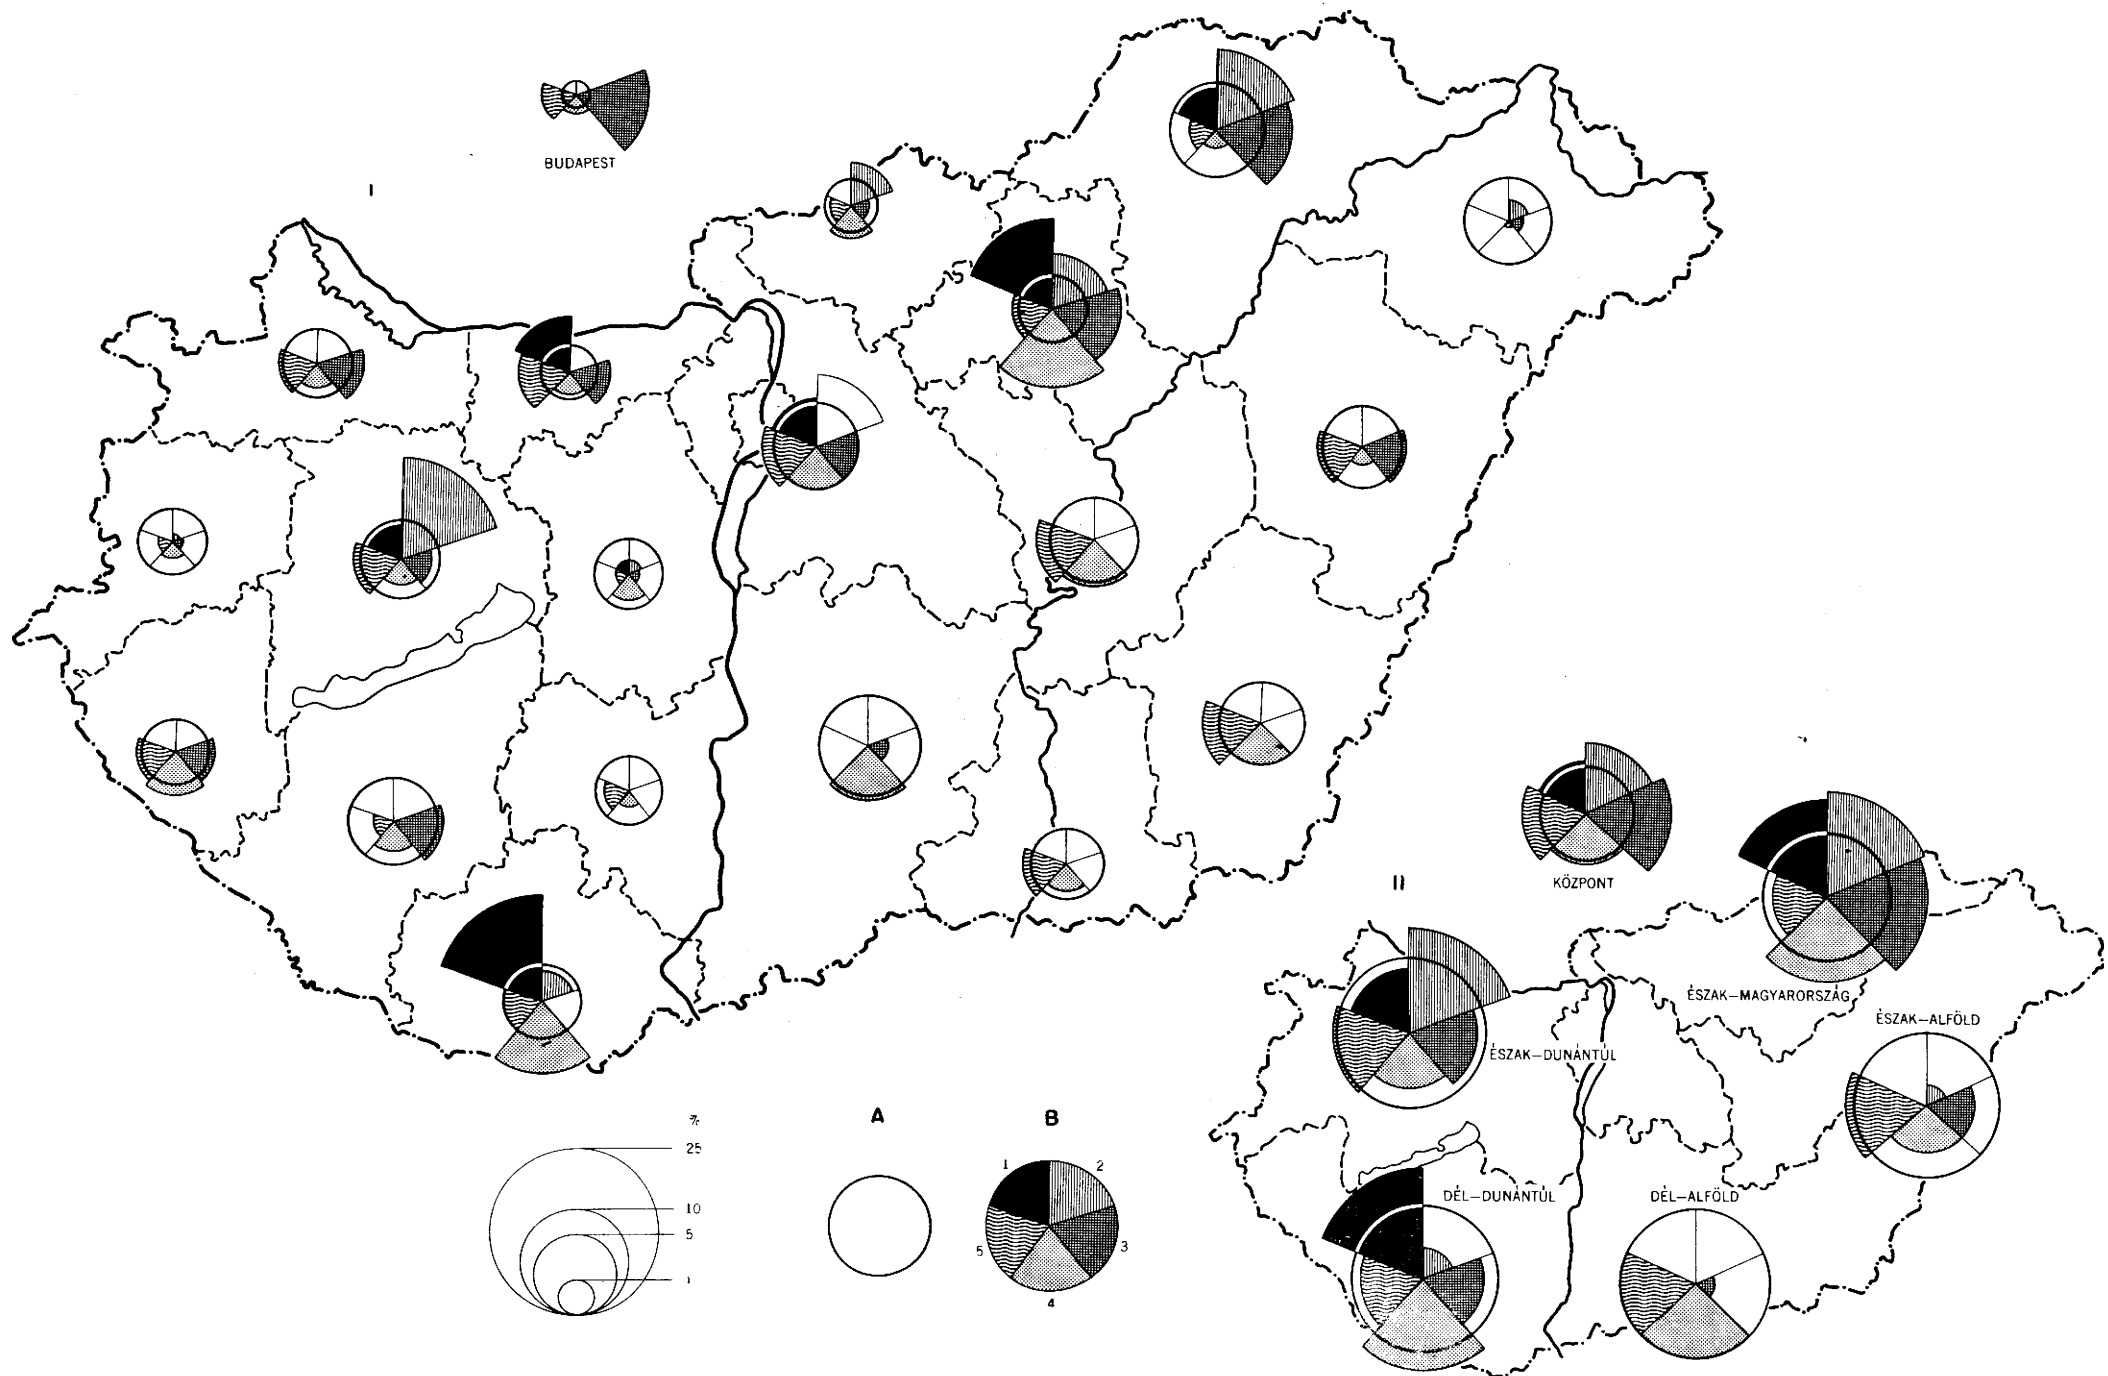 BUDAPEST
I
KÖZPONT
II
ÉSZAK–MAGYARORSZÁG
ÉSZAK–ALFÖLD
ÉSZAK–DUNÁNTÚL
DÉL–DUNÁNTÚL
DÉL–ALFÖLD
%
25
10
5
1
A
B
1
2
3
4
5